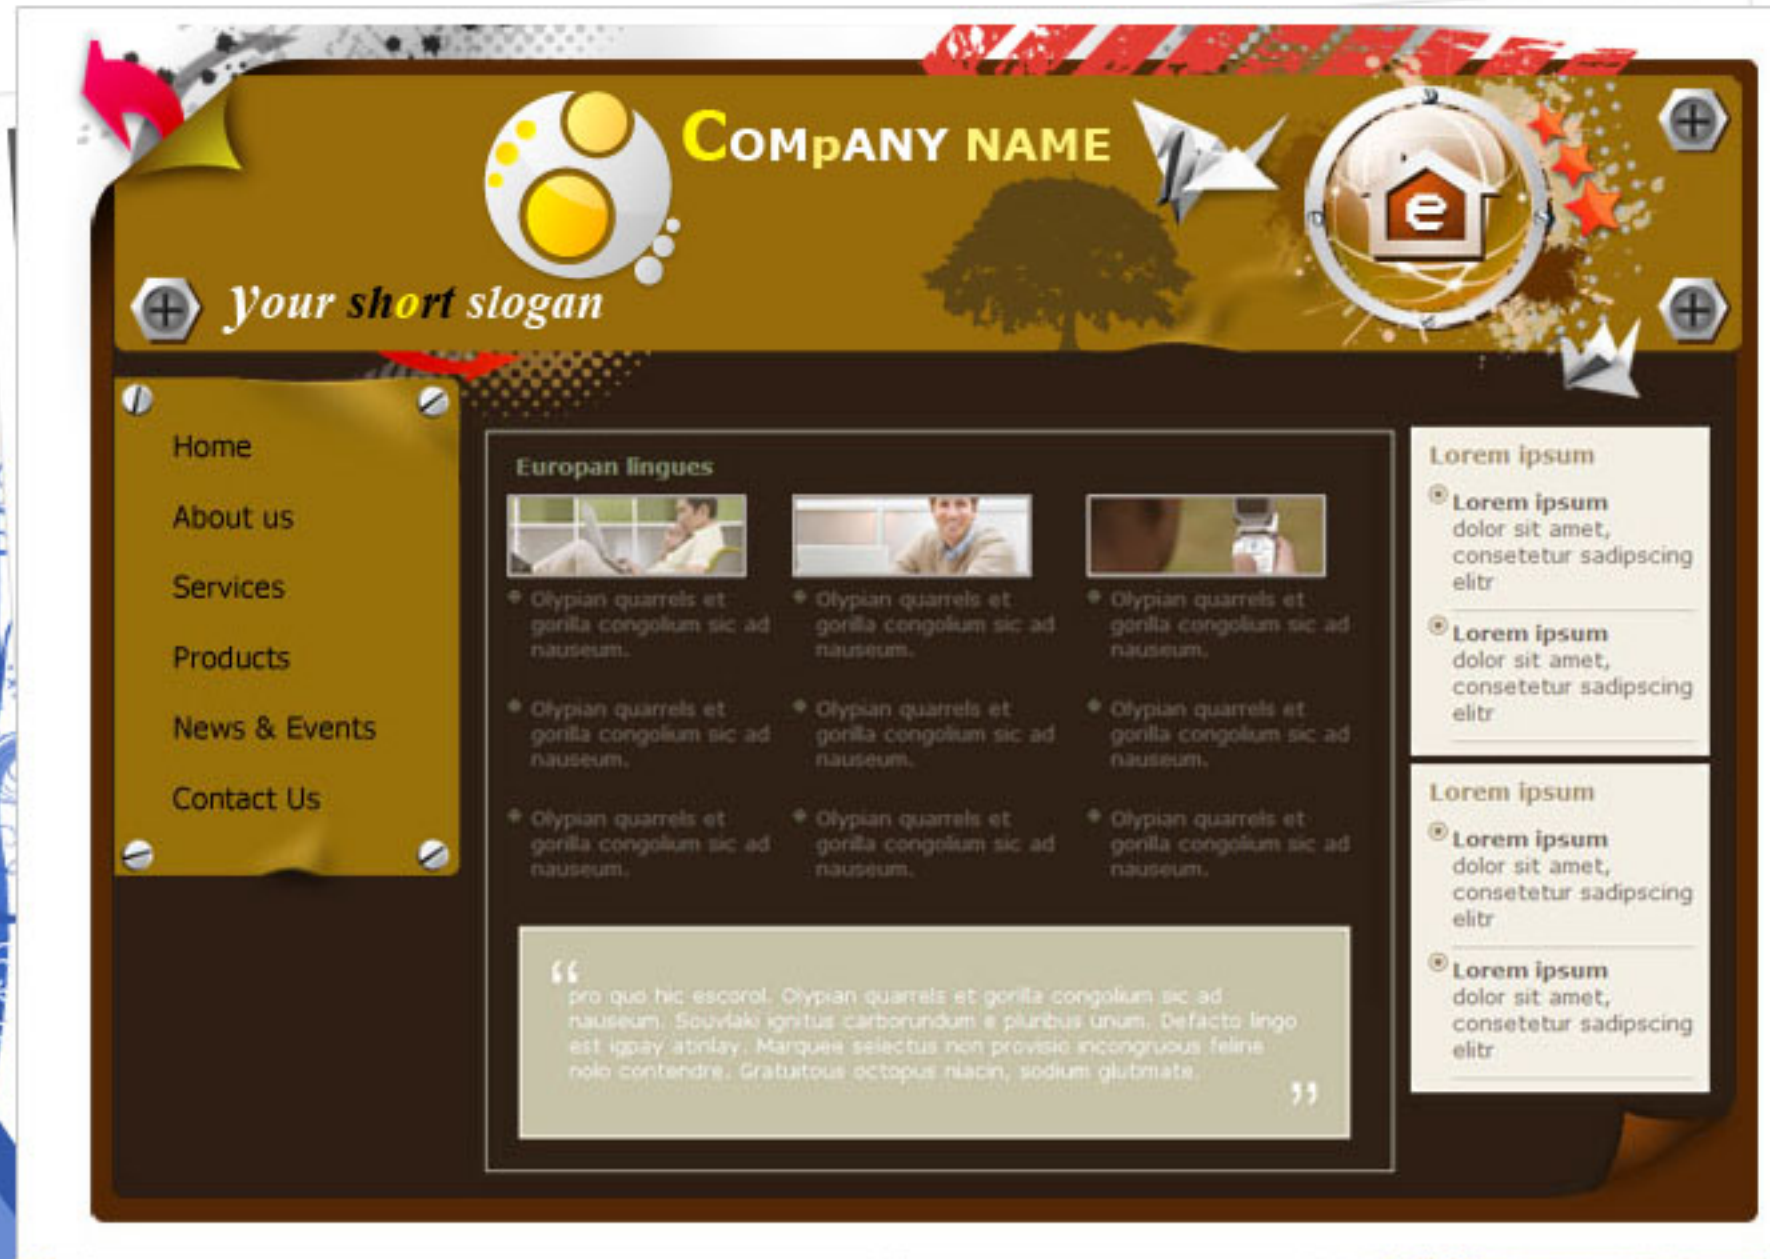 COMpANY NAME
e
your short slogan
Home
About us
Services
Products
News & Events
Contact Us
Europan lingues
Olypian quarrels et
gorilla congolium sic ad
nauseum.
Olypian quarrels et
gorilla congolium sic ad
nauseum.
Olypian quarrels et
gorilla congolium sic ad
nauseum.
Olypian quarrels et
gorilla congolium sic ad
nauseum.
Olypian quarrels et
gorilla congolium sic ad
nauseum.
Olypian quarrels et
gorilla congolium sic ad
nauseum.
Olypian quarrels et
gorilla congolium sic ad
nauseum.
Olypian quarrels et
gorilla congolium sic ad
nauseum.
Olypian quarrels et
gorilla congolium sic ad
nauseum.
“
pro quo hic escorol. Olypian quarrels et gorilla congolium sic ad
nauseum. Souvlaki ignitus carborundum e pluribus unum. Defacto lingo
est igpay atinlay. Marquee selectus non provisio incongruous feline
nolo contendre. Gratuitous octopus niacin, sodium glutimate.
”
Lorem ipsum
Lorem ipsum
dolor sit amet,
consetetur sadipscing
elitr
Lorem ipsum
dolor sit amet,
consetetur sadipscing
elitr
Lorem ipsum
Lorem ipsum
dolor sit amet,
consetetur sadipscing
elitr
Lorem ipsum
dolor sit amet,
consetetur sadipscing
elitr